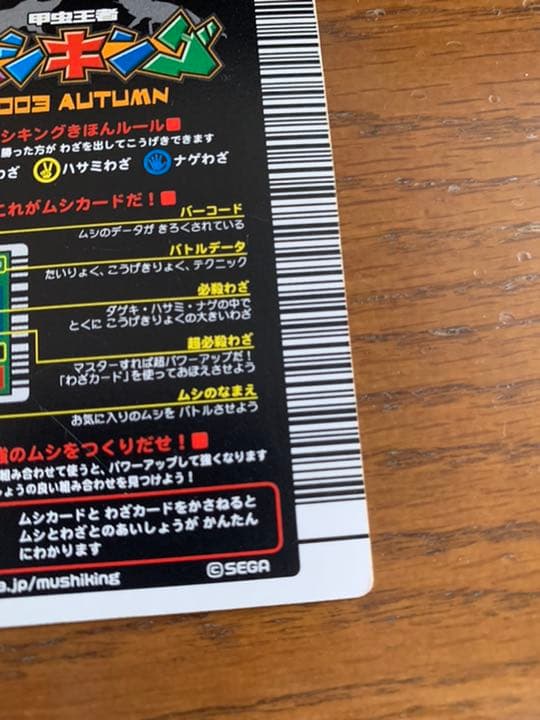 甲虫王者
シキング
003 AUTUMN
シキングきほんルール■
勝った方が わざを出してこうげきできます
わざ ハサミわざ ナゲわざ
これがムシカードだ!■
バーコード
ムシのデータが きろくされている
バトルデータ
たいりょく、こうげきりょく、テクニック
必殺わざ
ダゲキ・ハサミ・ナゲの中で
とくに こうげきりょくの大きいわざ
超必殺わざ
マスターすれば超パワーアップだ!
「わざカード」を使っておぼえさせよう
ムシのなまえ
お気に入りのムシを バトルさせよう
強のムシをつくりだせ!■
組み合わせて使うと、パワーアップして強くなります
しょうの良い組み合わせを見つけよう!
ムシカードと わざカードをかさねると
ムシとわざとのあいしょうが かんたん
にわかります
a.jp/mushiking
©SEGA